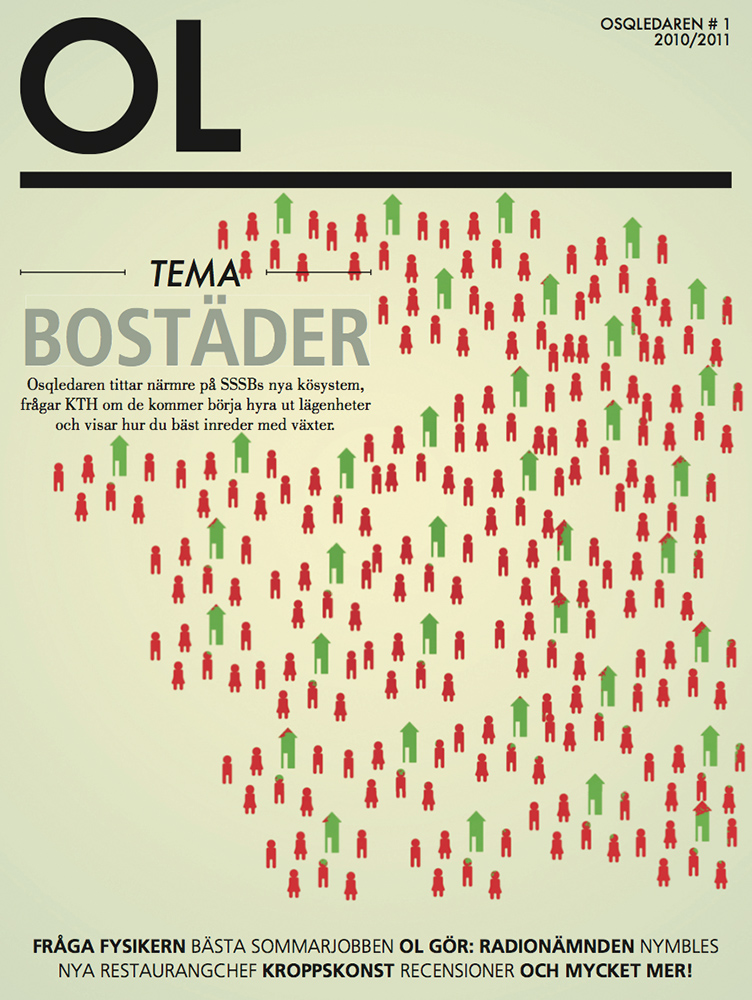 OL
OSQLEDAREN # 1
2010/2011
TEMA
BOSTÄDER
Osqledaren tittar närmre på SSSBs nya kösystem,
frågar KTH om de kommer börja hyra ut lägenheter
och visar hur du bäst inreder med växter.
FRÅGA FYSIKERN BÄSTA SOMMARJOBBEN OL GÖR: RADIONÄMNDEN NYMBLES
NYA RESTAURANGCHEF KROPPSKONST RECENSIONER OCH MYCKET MER!